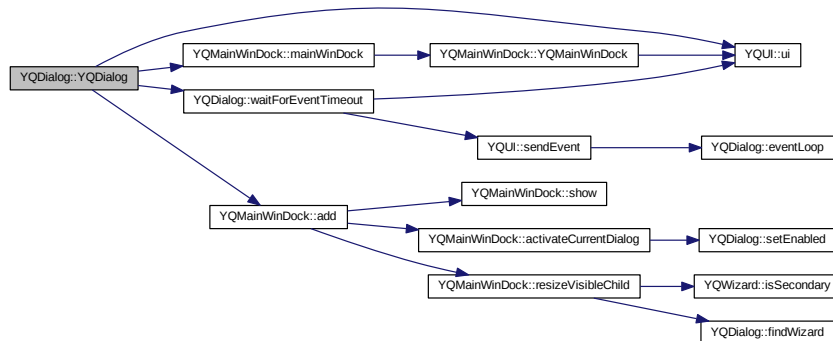 YQDialog::YQDialog
YQMainWinDock::mainWinDock
YQMainWinDock::YQMainWinDock
YQUI::ui
YQDialog::waitForEventTimeout
YQUI::sendEvent
YQDialog::eventLoop
YQMainWinDock::add
YQMainWinDock::show
YQMainWinDock::activateCurrentDialog
YQDialog::setEnabled
YQMainWinDock::resizeVisibleChild
YQWizard::isSecondary
YQDialog::findWizard